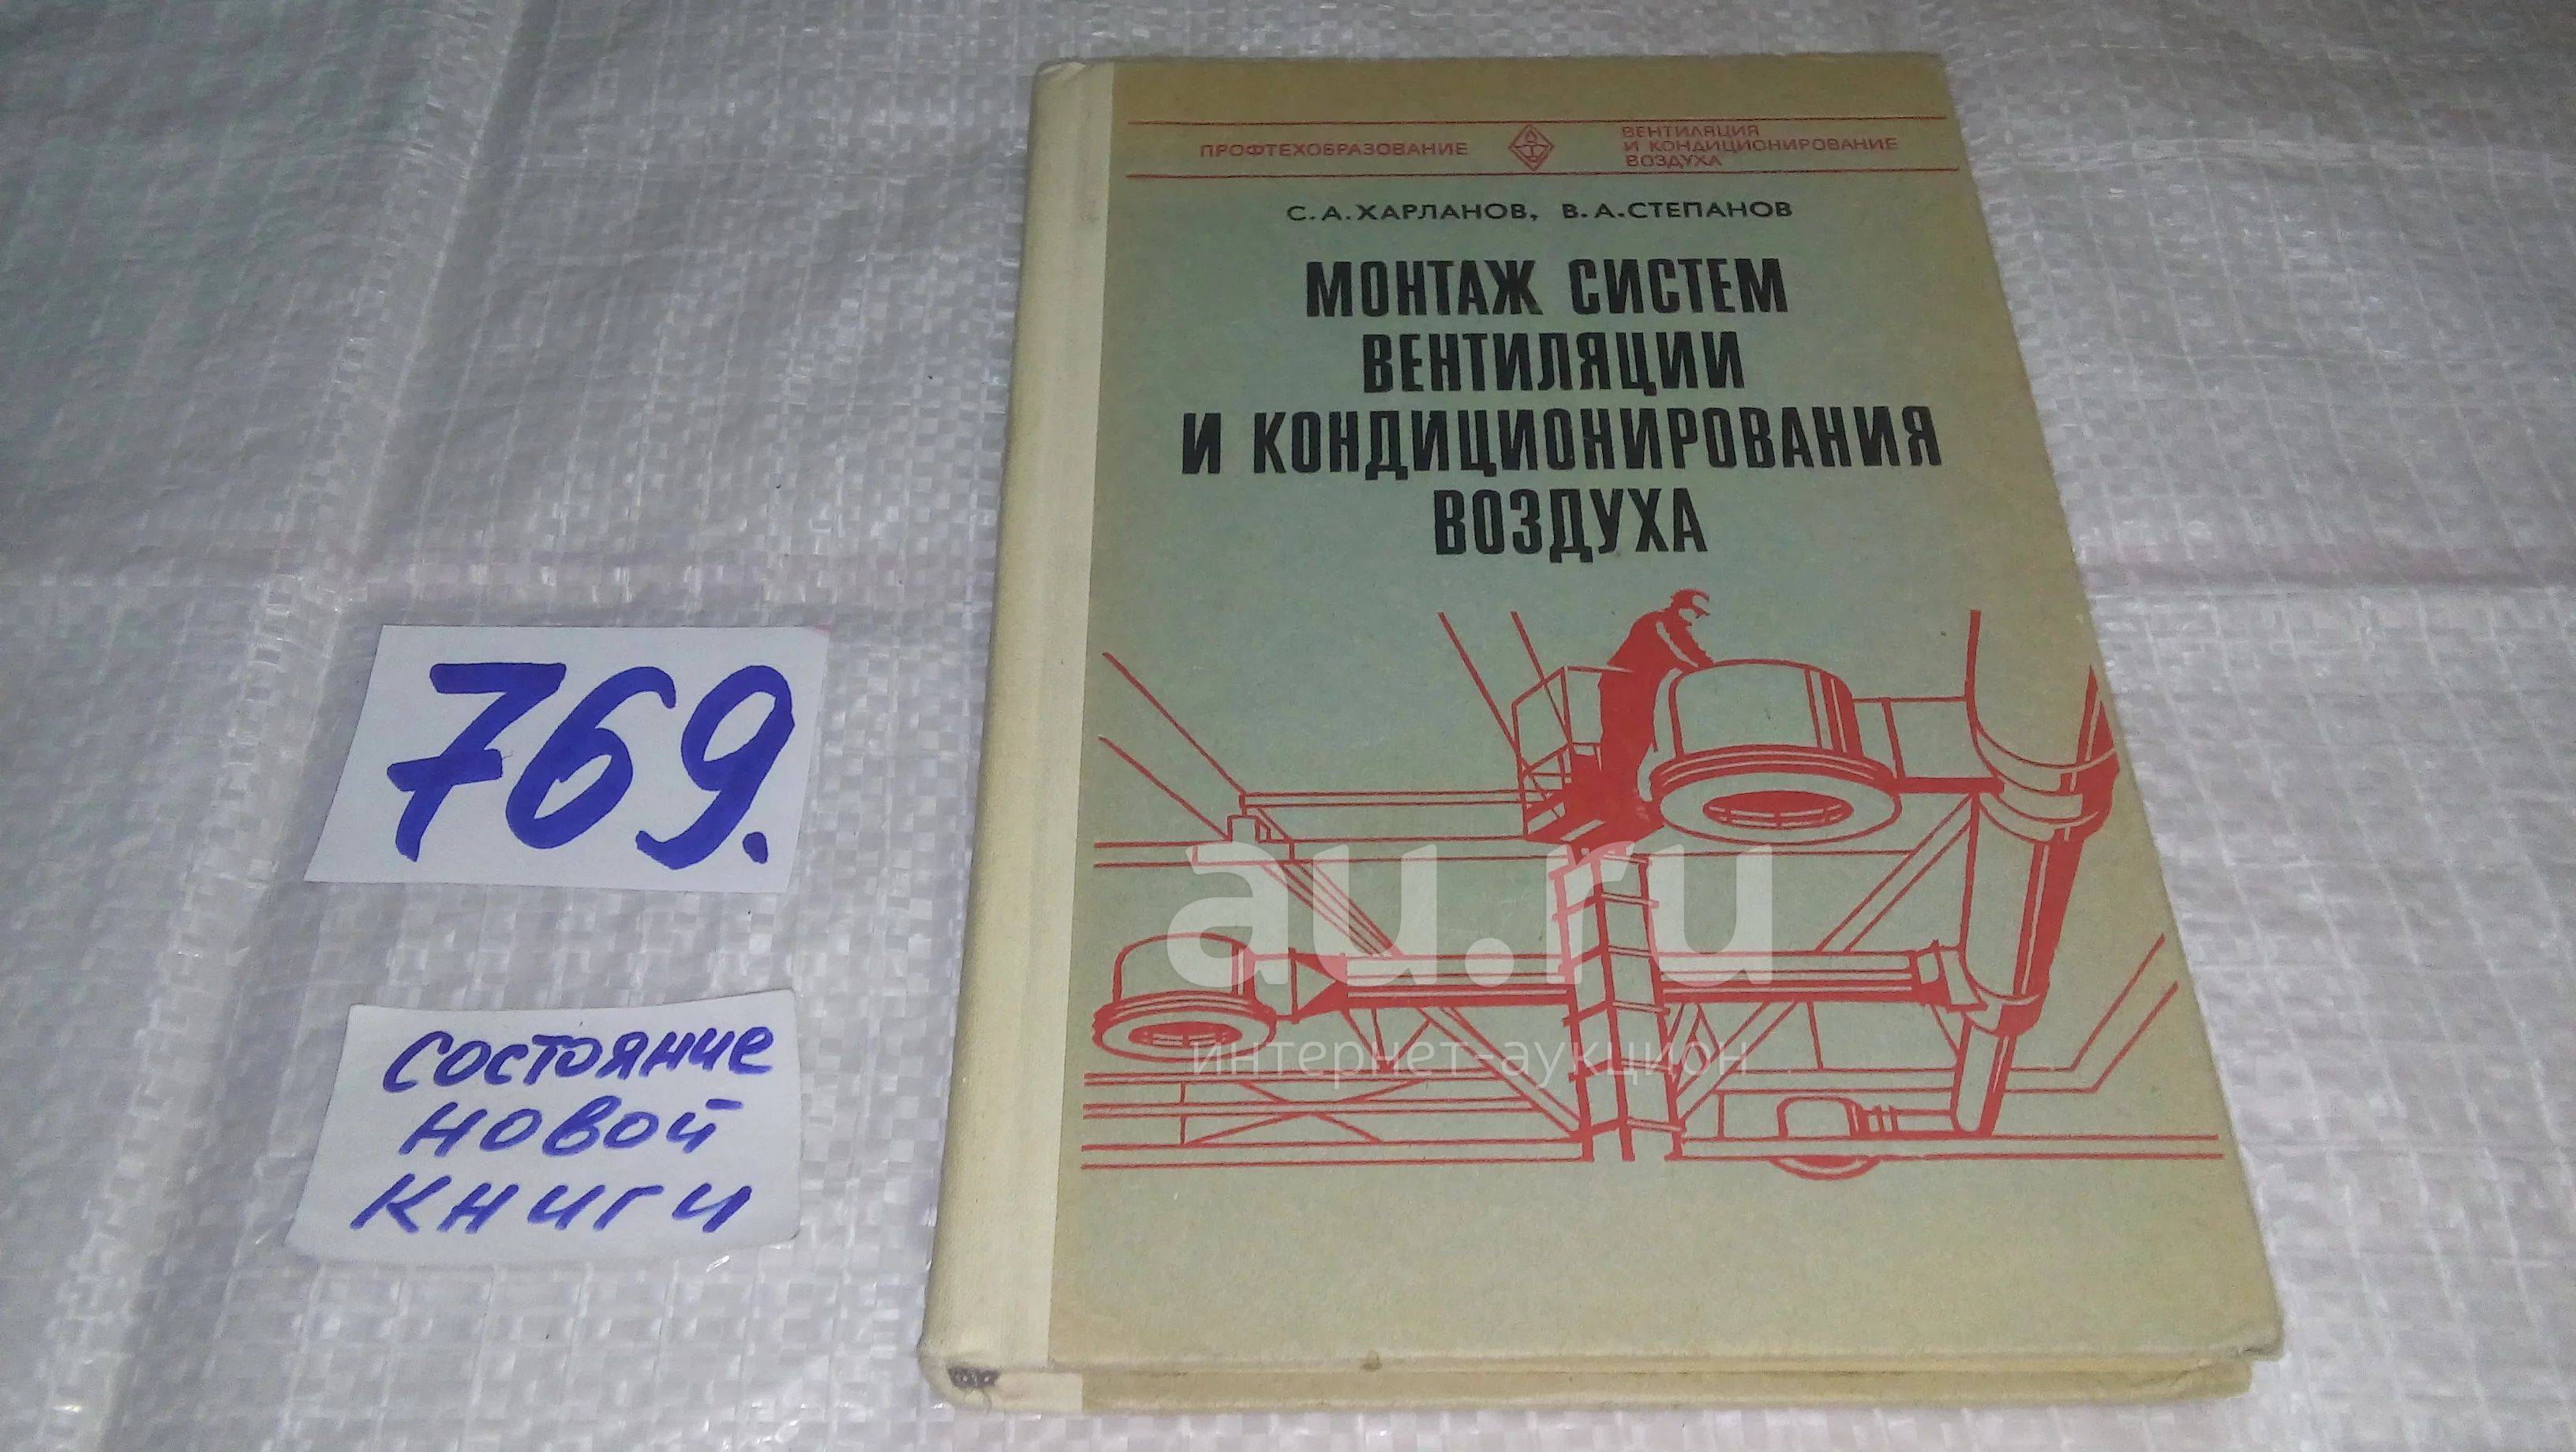 ПРОФТЕХОБРАЗОВАНИЕ
ВЕНТИЛЯЦИЯ
И КОНДИЦИОНИРОВАНИЕ
ВОЗДУХА
С. А. ХАРЛАНОВ, В. А. СТЕПАНОВ
МОНТАЖ СИСТЕМ
ВЕНТИЛЯЦИИ
И КОНДИЦИОНИРОВАНИЯ
ВОЗДУХА
769.
состояние
новой
книги
au.ru
интернет-аукцион